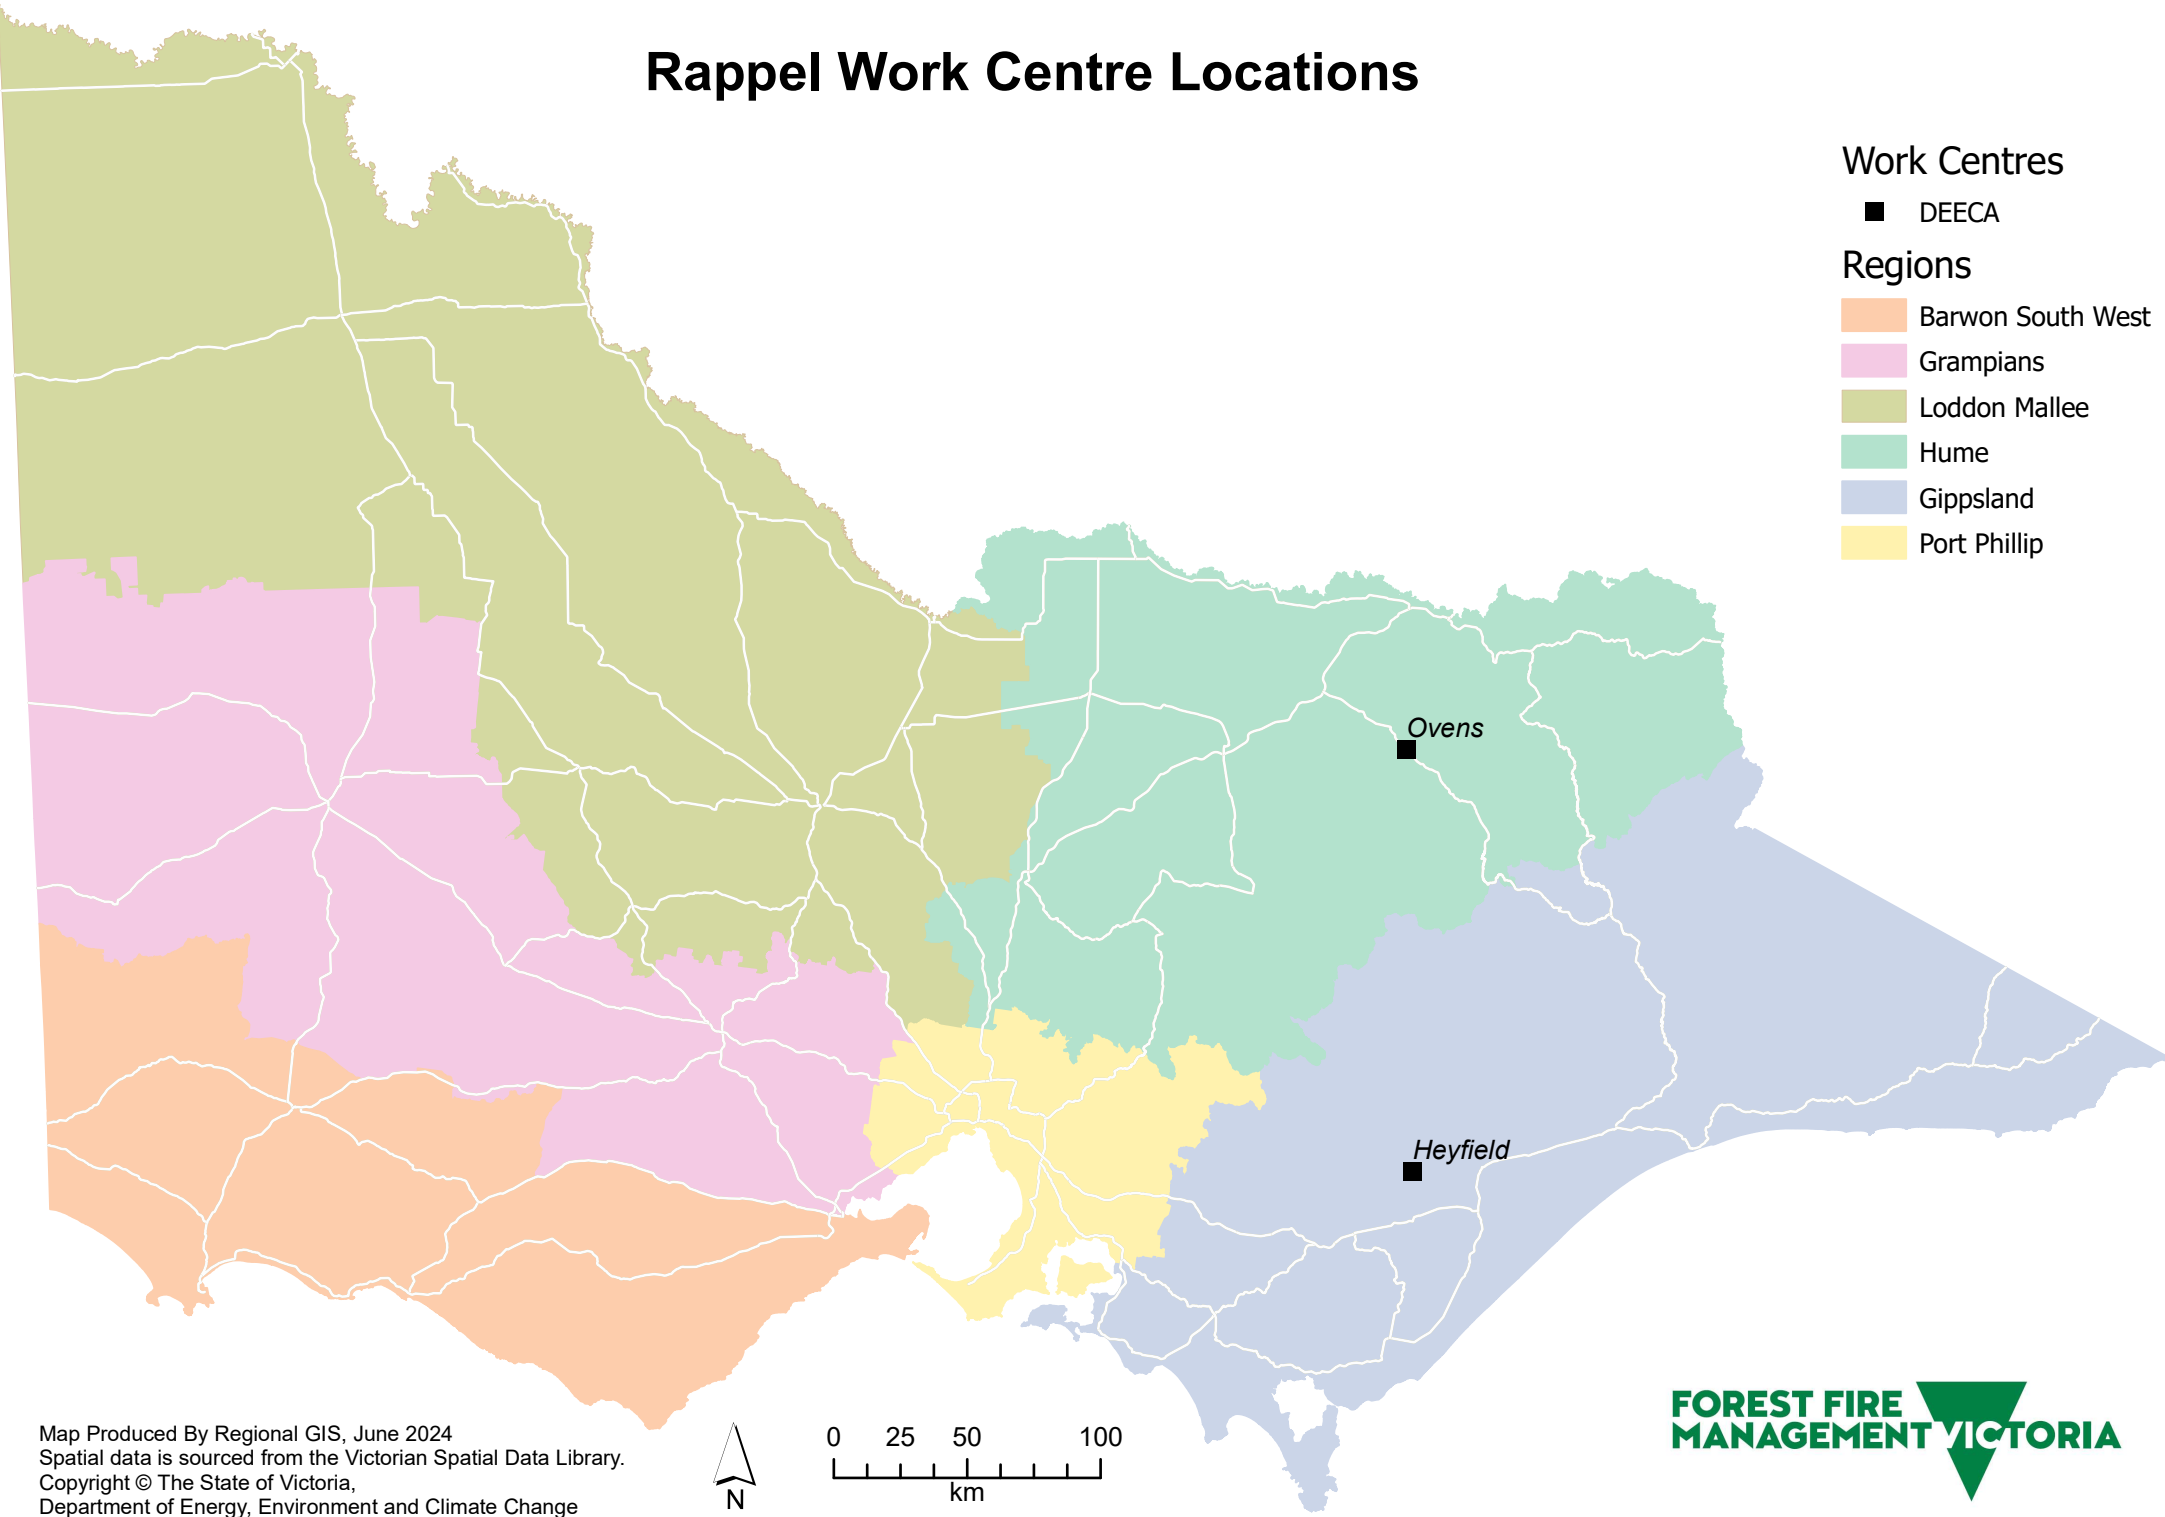 Rappel Work Centre Locations
Work Centres
DEECA
Regions
Barwon South West
Grampians
Loddon Mallee
Hume
Gippsland
Port Phillip
Ovens
Heyfield
Map Produced By Regional GIS, June 2024
Spatial data is sourced from the Victorian Spatial Data Library.
Copyright © The State of Victoria,
Department of Energy, Environment and Climate Change
N
0 25 50 100
km
FOREST FIRE
MANAGEMENT VICTORIA